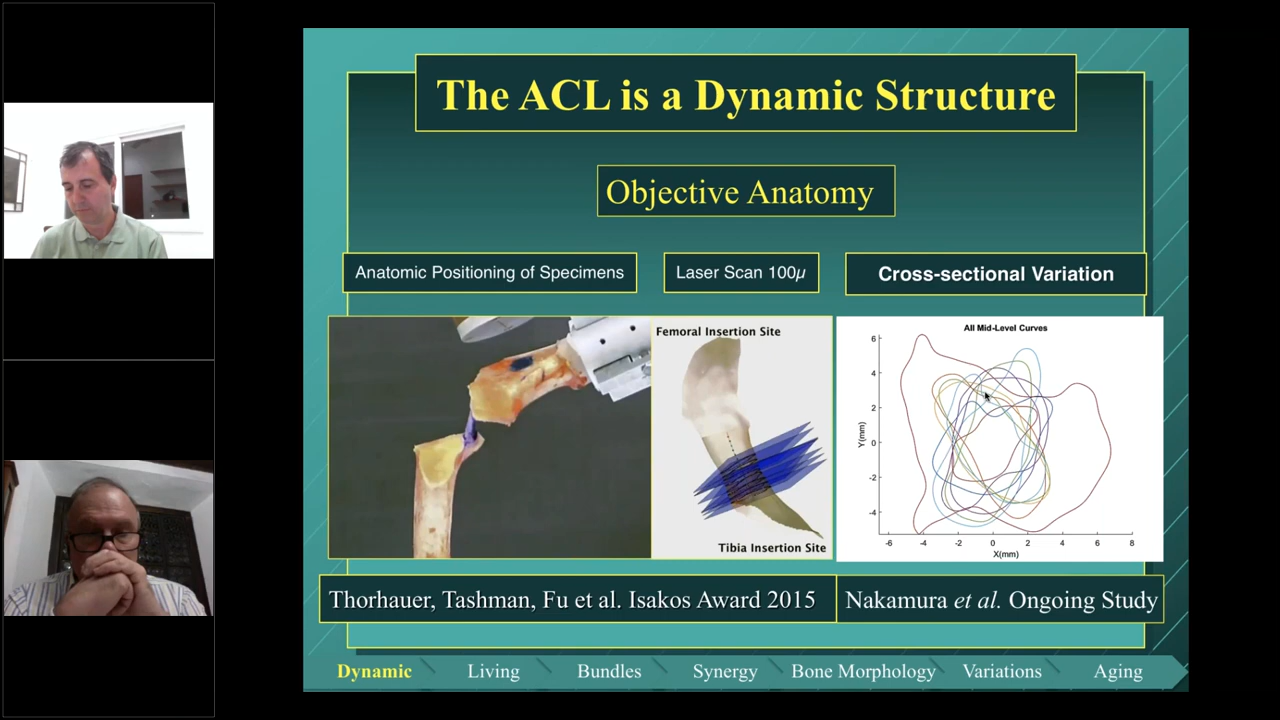 The ACL is a Dynamic Structure
Objective Anatomy
Anatomic Positioning of Specimens
Laser Scan 100μ
Cross-sectional Variation
Femoral Insertion Site
Tibia Insertion Site
All Mid-Level Curves
6
4
2
0
-2
-4
Y(mm)
-6 -4 -2 0 2 4 6 8
X(mm)
Thorhauer, Tashman, Fu et al. Isakos Award 2015
Nakamura et al. Ongoing Study
Dynamic Living Bundles Synergy Bone Morphology Variations Aging